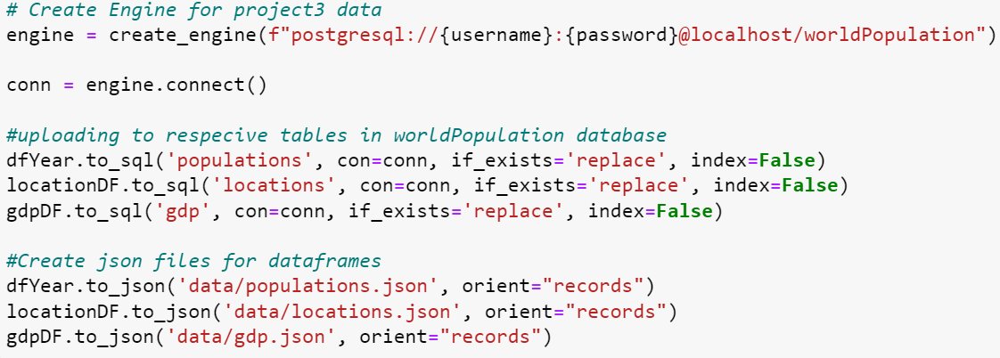 # Create Engine for project3 data
engine = create_engine(f"postgresql://{username}:{password}@localhost/worldPopulation")
conn = engine.connect()
#uploading to respecive tables in worldPopulation database
dfYear.to_sql('populations', con=conn, if_exists='replace', index=False)
locationDF.to_sql('locations', con=conn, if_exists='replace', index=False)
gdpDF.to_sql('gdp', con=conn, if_exists='replace', index=False)
#Create json files for dataframes
dfYear.to_json('data/populations.json', orient="records")
locationDF.to_json('data/locations.json', orient="records")
gdpDF.to_json('data/gdp.json', orient="records")